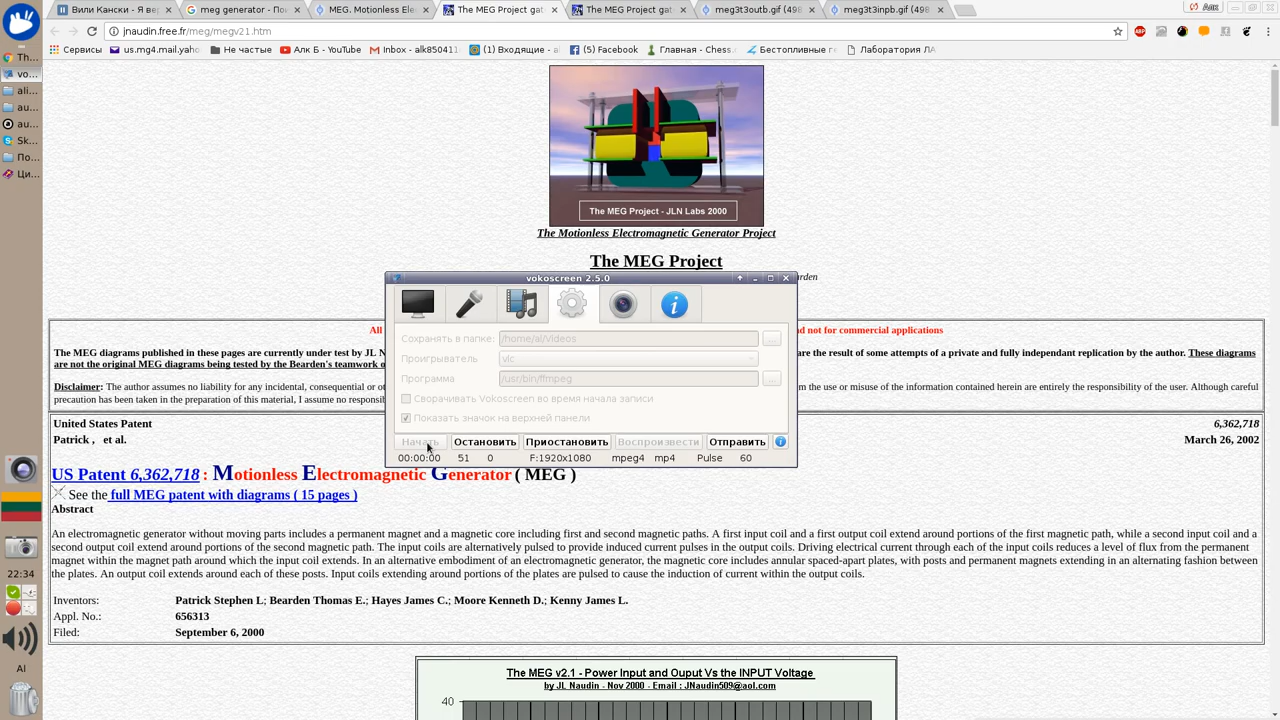 Вили Кански - Я ве
meg generator - Пои
MEG. Motionless Ele
The MEG Project gat
The MEG Project gat
meg3t3outb.gif (498
meg3t3inpb.gif (498
Алк
jnaudin.free.fr/meg/megv21.htm
Сервисы
us.mg4.mail.yaho
Не частые
Алк Б - YouTube
Inbox - alk850411
(1) Входящие - al
(5) Facebook
Главная - Chess.c
Бестопливные г
Лаборатория ЛА
Th...
vo...
ali...
au...
au...
Sk...
По...
Ци...
22:34
Al
The MEG Project - JLN Labs 2000
The Motionless Electromagnetic Generator Project
The MEG Project
arden
All
nd not for commercial applications
The MEG diagrams published in these pages are currently under test by JL N
are the result of some attempts of a private and fully independant replication by the author. These diagrams
are not the original MEG diagrams being tested by the Bearden's teamwork o
Disclaimer: The author assumes no liability for any incidental, consequential or ot
m the use or misuse of the information contained herein are entirely the responsibility of the user. Although careful
precaution has been taken in the preparation of this material, I assume no responsib
vokoscreen 2.5.0
Сохранять в папке: /home/al/Videos ...
Проигрыватель vlc
Программа /usr/bin/ffmpeg ...
Сворачивать Vokoscreen во время начала записи
Показать значок на верхней панели
Начать Остановить Приостановить Воспроизвести Отправить
00:00:00 51 0 F:1920x1080 mpeg4 mp4 Pulse 60
United States Patent 6,362,718
Patrick , et al. March 26, 2002
US Patent 6,362,718 : Motionless Electromagnetic Generator ( MEG )
See the full MEG patent with diagrams ( 15 pages )
Abstract
An electromagnetic generator without moving parts includes a permanent magnet and a magnetic core including first and second magnetic paths. A first input coil and a first output coil extend around portions of the first magnetic path, while a second input coil and a
second output coil extend around portions of the second magnetic path. The input coils are alternatively pulsed to provide induced current pulses in the output coils. Driving electrical current through each of the input coils reduces a level of flux from the permanent
magnet within the magnet path around which the input coil extends. In an alternative embodiment of an electromagnetic generator, the magnetic core includes annular spaced-apart plates, with posts and permanent magnets extending in an alternating fashion between
the plates. An output coil extends around each of these posts. Input coils extending around portions of the plates are pulsed to cause the induction of current within the output coils.
Inventors: Patrick Stephen L; Bearden Thomas E.; Hayes James C.; Moore Kenneth D.; Kenny James L.
Appl. No.: 656313
Filed: September 6, 2000
The MEG v2.1 - Power Input and Ouput Vs the INPUT Voltage
by JL Naudin - Nov 2000 - Email : JNaudin509@aol.com
40